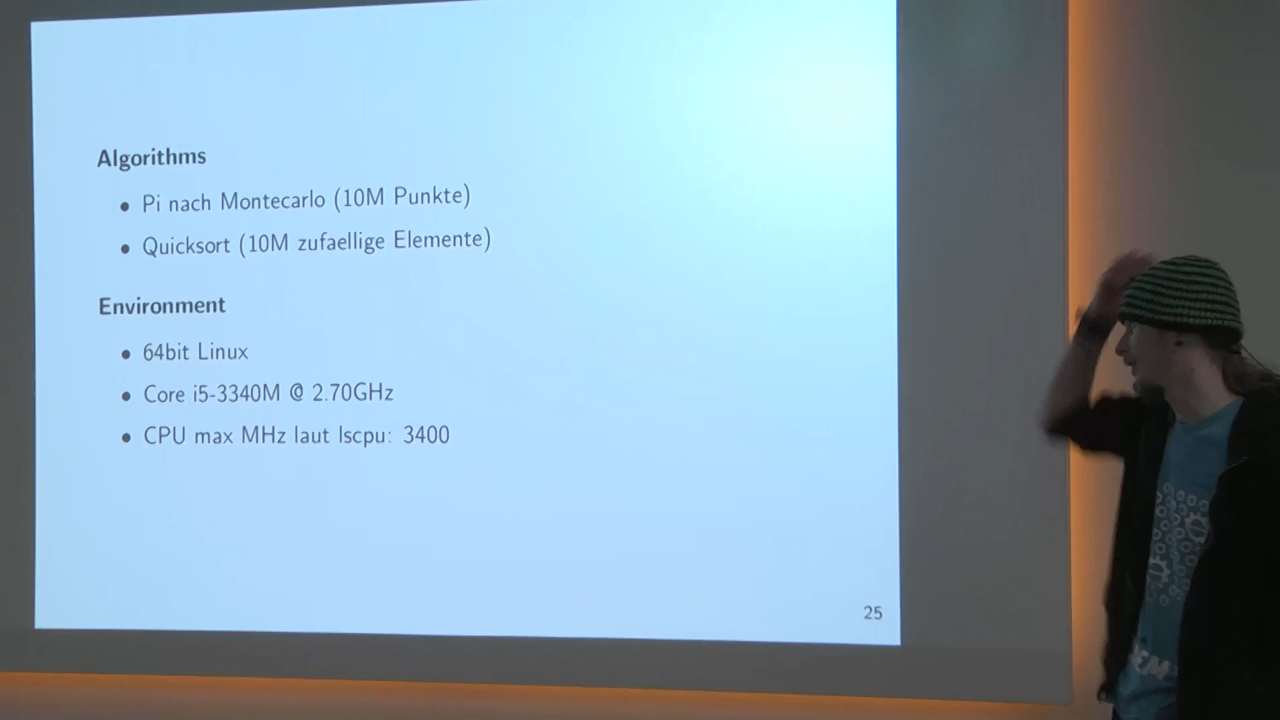 Algorithms
• Pi nach Montecarlo (10M Punkte)
• Quicksort (10M zufaellige Elemente)
Environment
• 64bit Linux
• Core i5-3340M @ 2.70GHz
• CPU max MHz laut lscpu: 3400
25